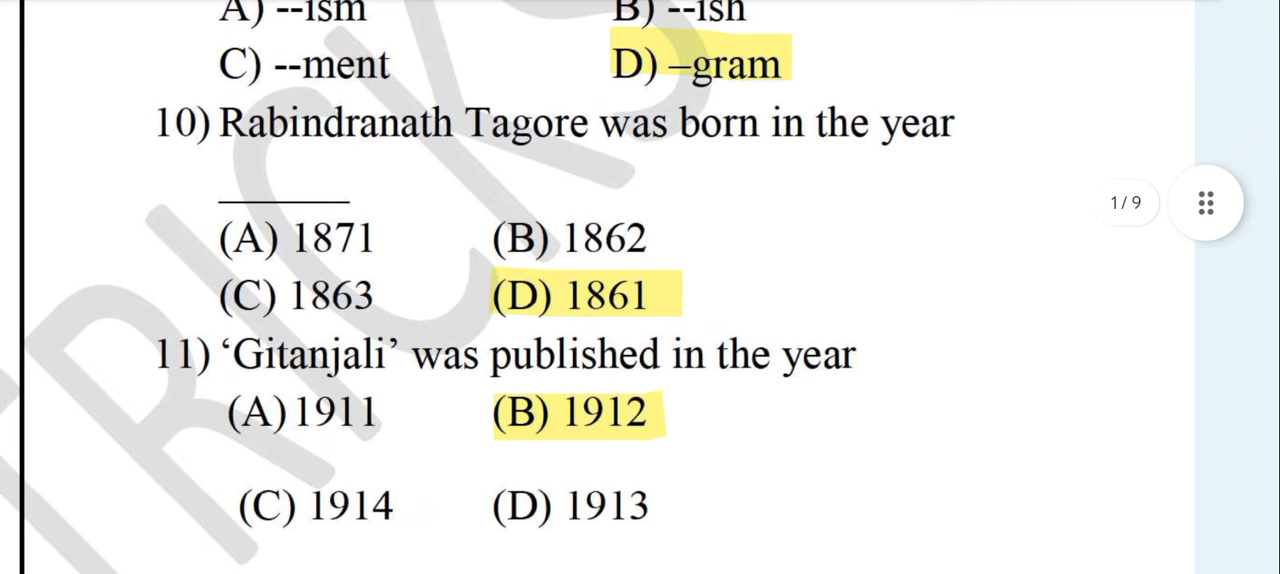 A) --ism B) --ish
C) --ment D) –gram
10) Rabindranath Tagore was born in the year
______
(A) 1871 (B) 1862
(C) 1863 (D) 1861
11) ‘Gitanjali’ was published in the year
(A) 1911 (B) 1912
(C) 1914 (D) 1913
1/9
TRICKS